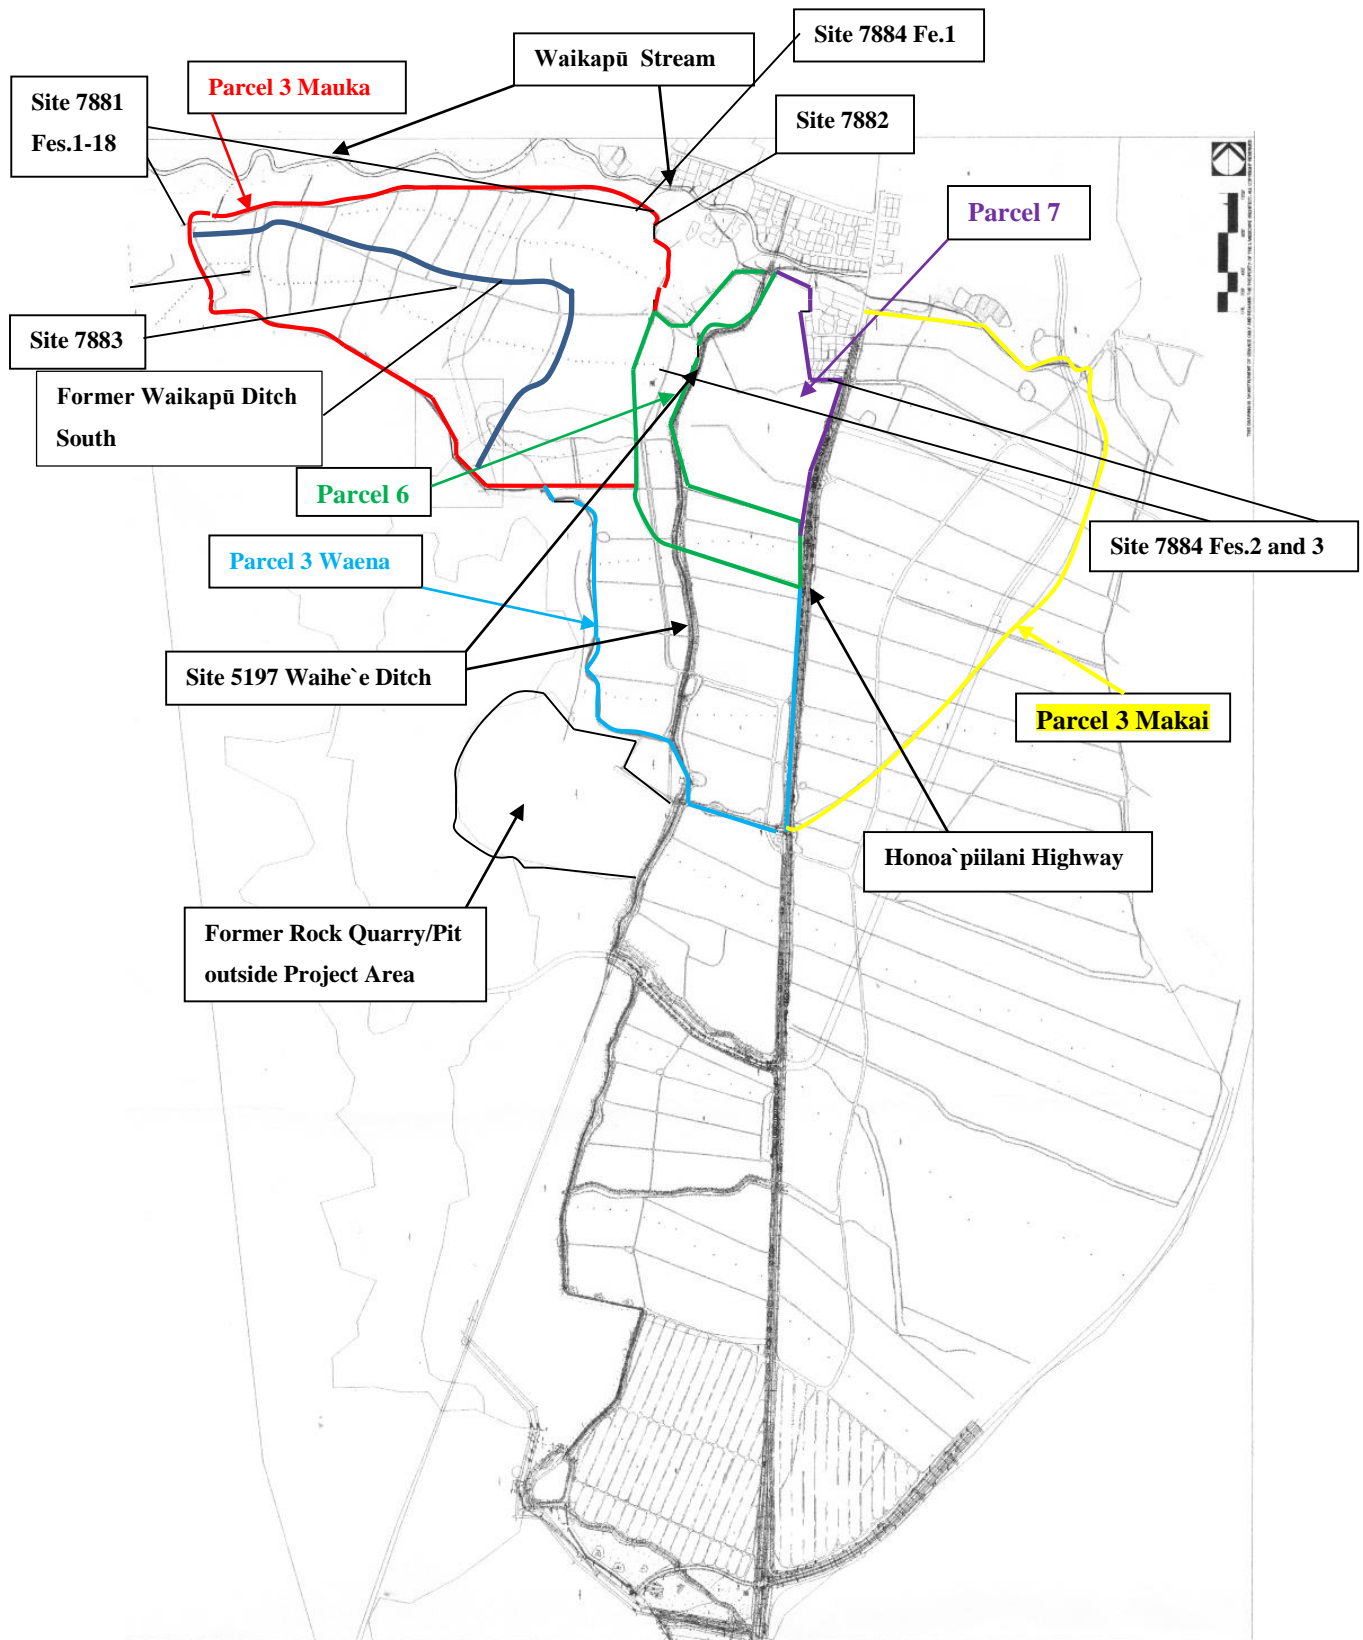 Site 7884 Fe.1
Waikapū Stream
Parcel 3 Mauka
Site 7881
Fes.1-18
Site 7882
Parcel 7
Site 7883
Former Waikapū Ditch
South
Parcel 6
Site 7884 Fes.2 and 3
Parcel 3 Waena
Site 5197 Waihe`e Ditch
Parcel 3 Makai
Honoa`piilani Highway
Former Rock Quarry/Pit
outside Project Area